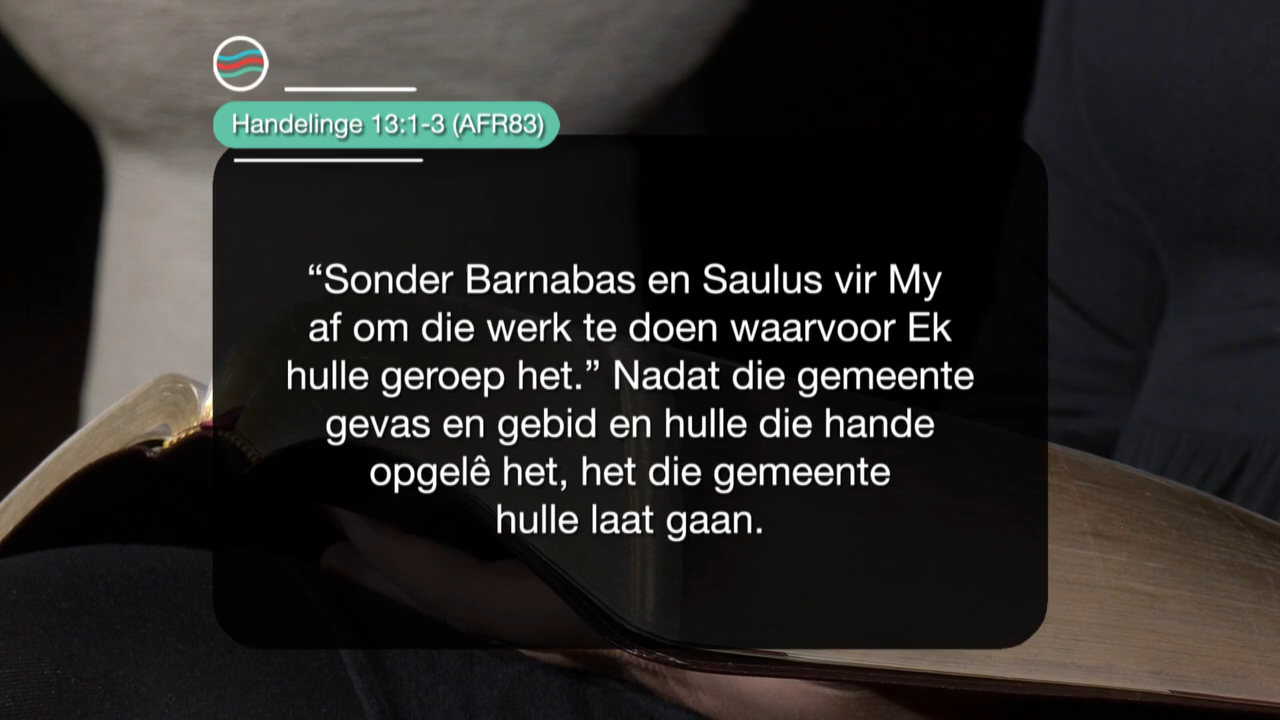 Handelinge 13:1-3 (AFR83)
“Sonder Barnabas en Saulus vir My
af om die werk te doen waarvoor Ek
hulle geroep het.” Nadat die gemeente
gevas en gebid en hulle die hande
opgelê het, het die gemeente
hulle laat gaan.